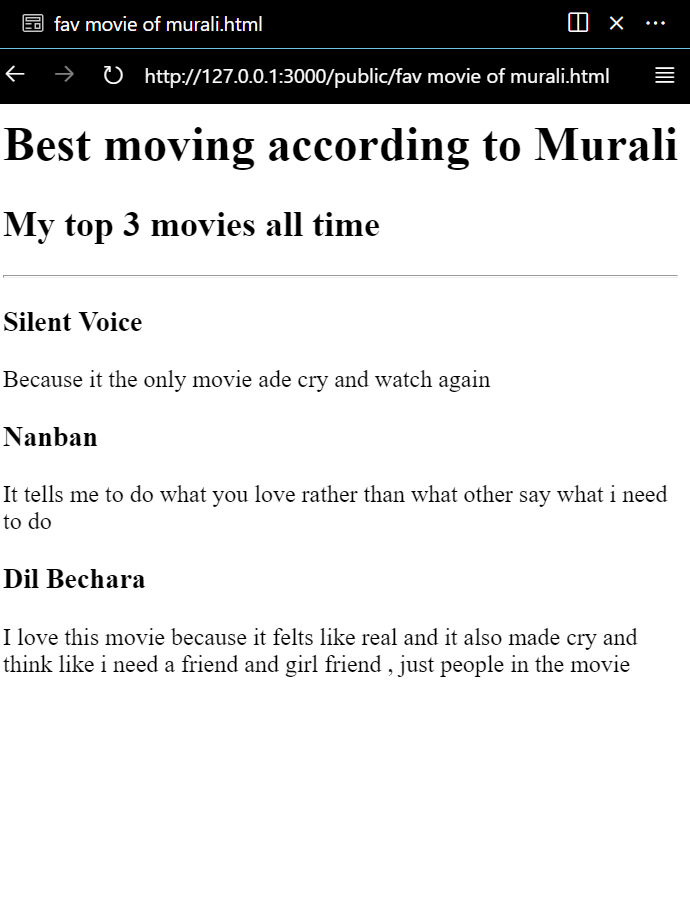 fav movie of murali.html
http://127.0.0.1:3000/public/fav movie of murali.html
Best moving according to Murali
My top 3 movies all time
Silent Voice
Because it the only movie ade cry and watch again
Nanban
It tells me to do what you love rather than what other say what i need
to do
Dil Bechara
I love this movie because it felts like real and it also made cry and
think like i need a friend and girl friend , just people in the movie